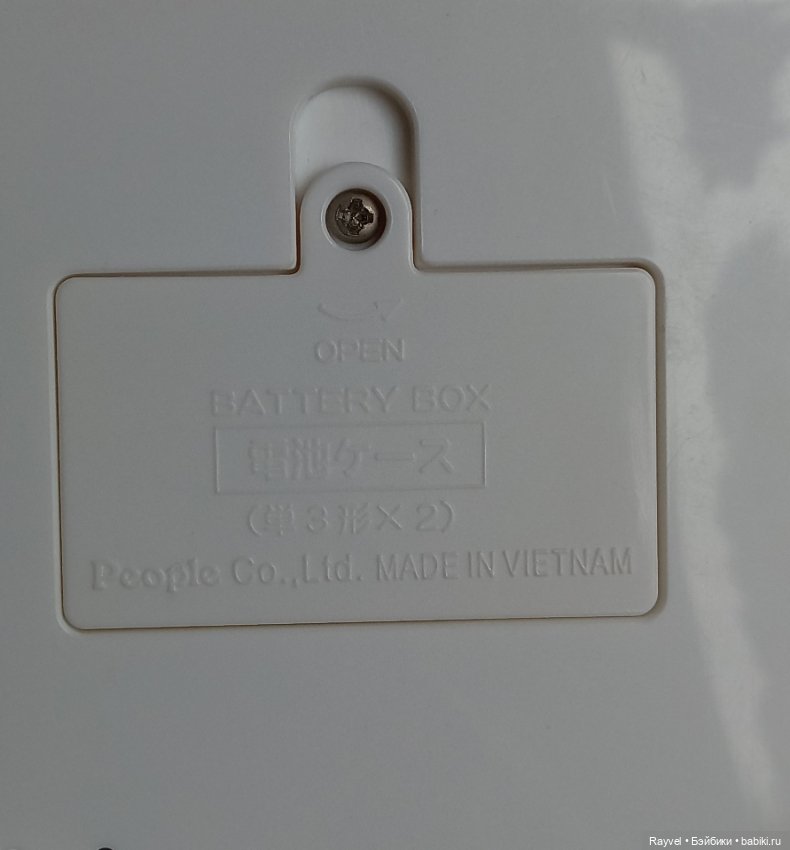 OPEN
BATTERY BOX
電池ケース
(単3形×2)
People Co.,Ltd. MADE IN VIETNAM
Rayvel • Бэйбики • babiki.ru